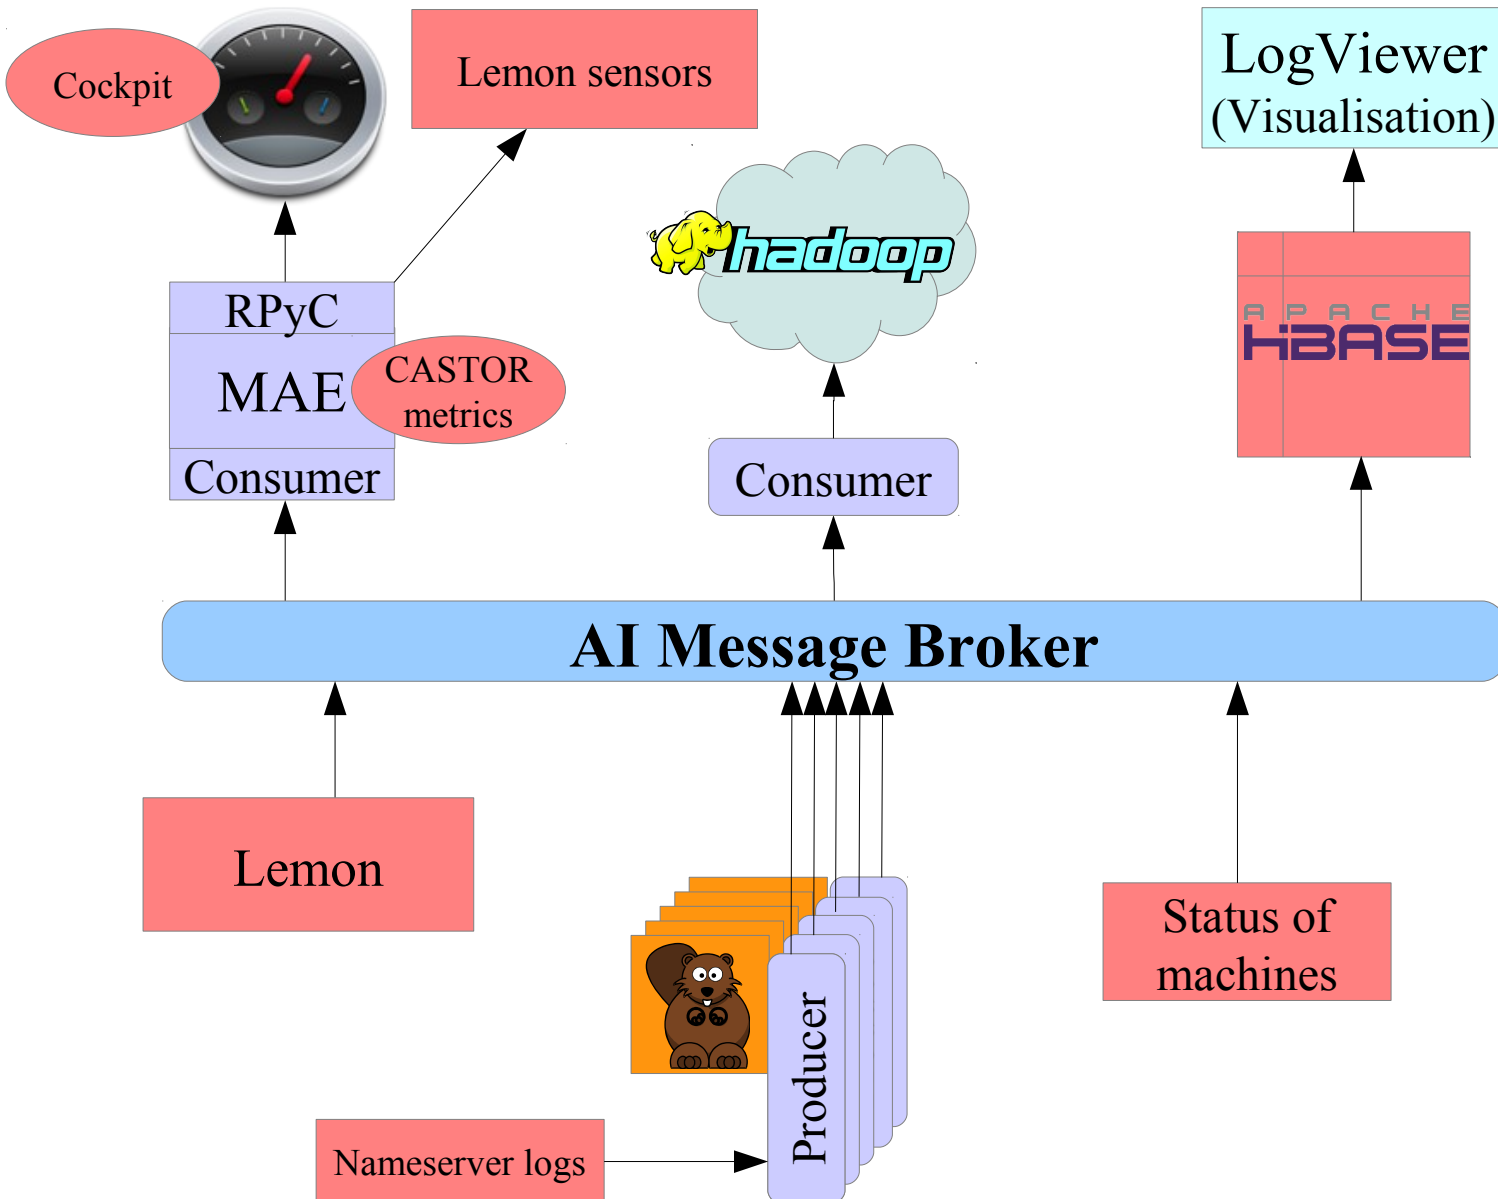 Cockpit
Lemon sensors
LogViewer
(Visualisation)
hadoop
RPyC
MAE
Consumer
CASTOR
metrics
APACHE
HBASE
Consumer
AI Message Broker
Lemon
Status of
machines
Producer
Nameserver logs